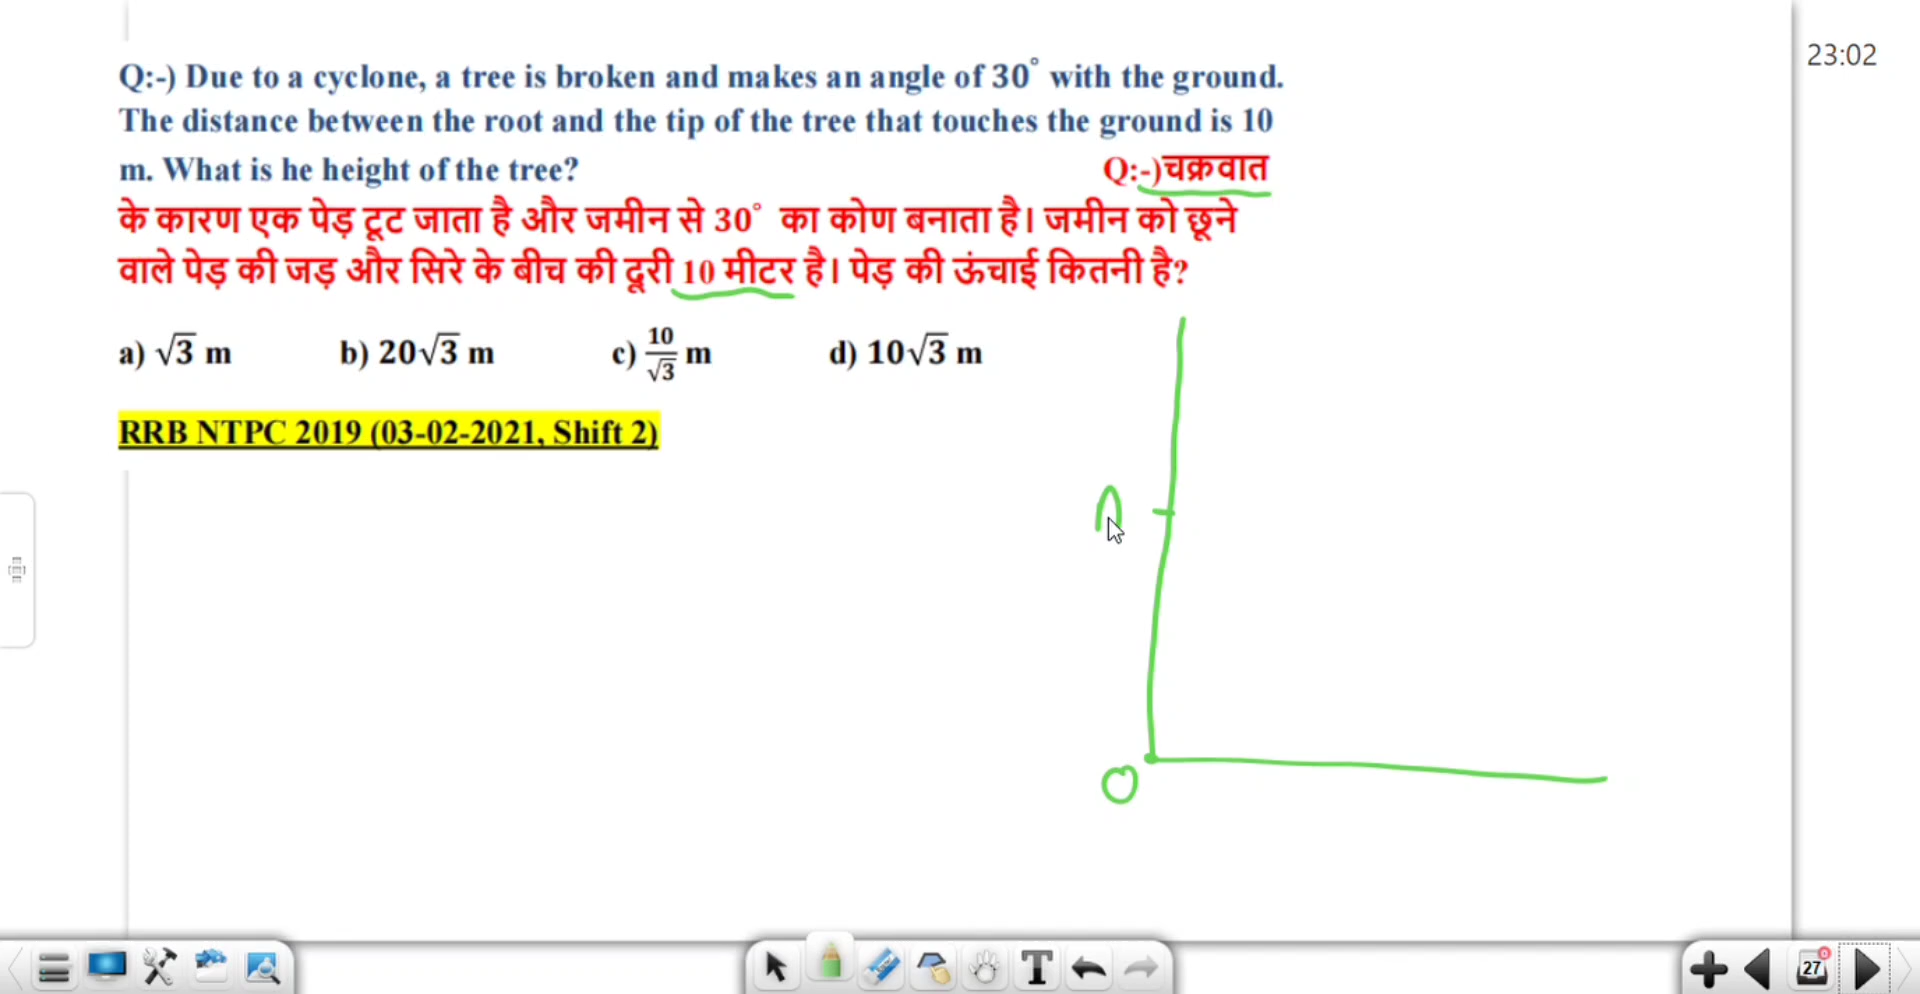 23:02
Q:-) Due to a cyclone, a tree is broken and makes an angle of 30° with the ground.
The distance between the root and the tip of the tree that touches the ground is 10
m. What is he height of the tree? Q:-)चक्रवात
के कारण एक पेड़ टूट जाता है और जमीन से 30° का कोण बनाता है। जमीन को छूने
वाले पेड़ की जड़ और सिरे के बीच की दूरी 10 मीटर है। पेड़ की ऊंचाई कितनी है?
a) √3 m b) 20√3 m c) 10/√3 m d) 10√3 m
RRB NTPC 2019 (03-02-2021, Shift 2)
O
T
27
0